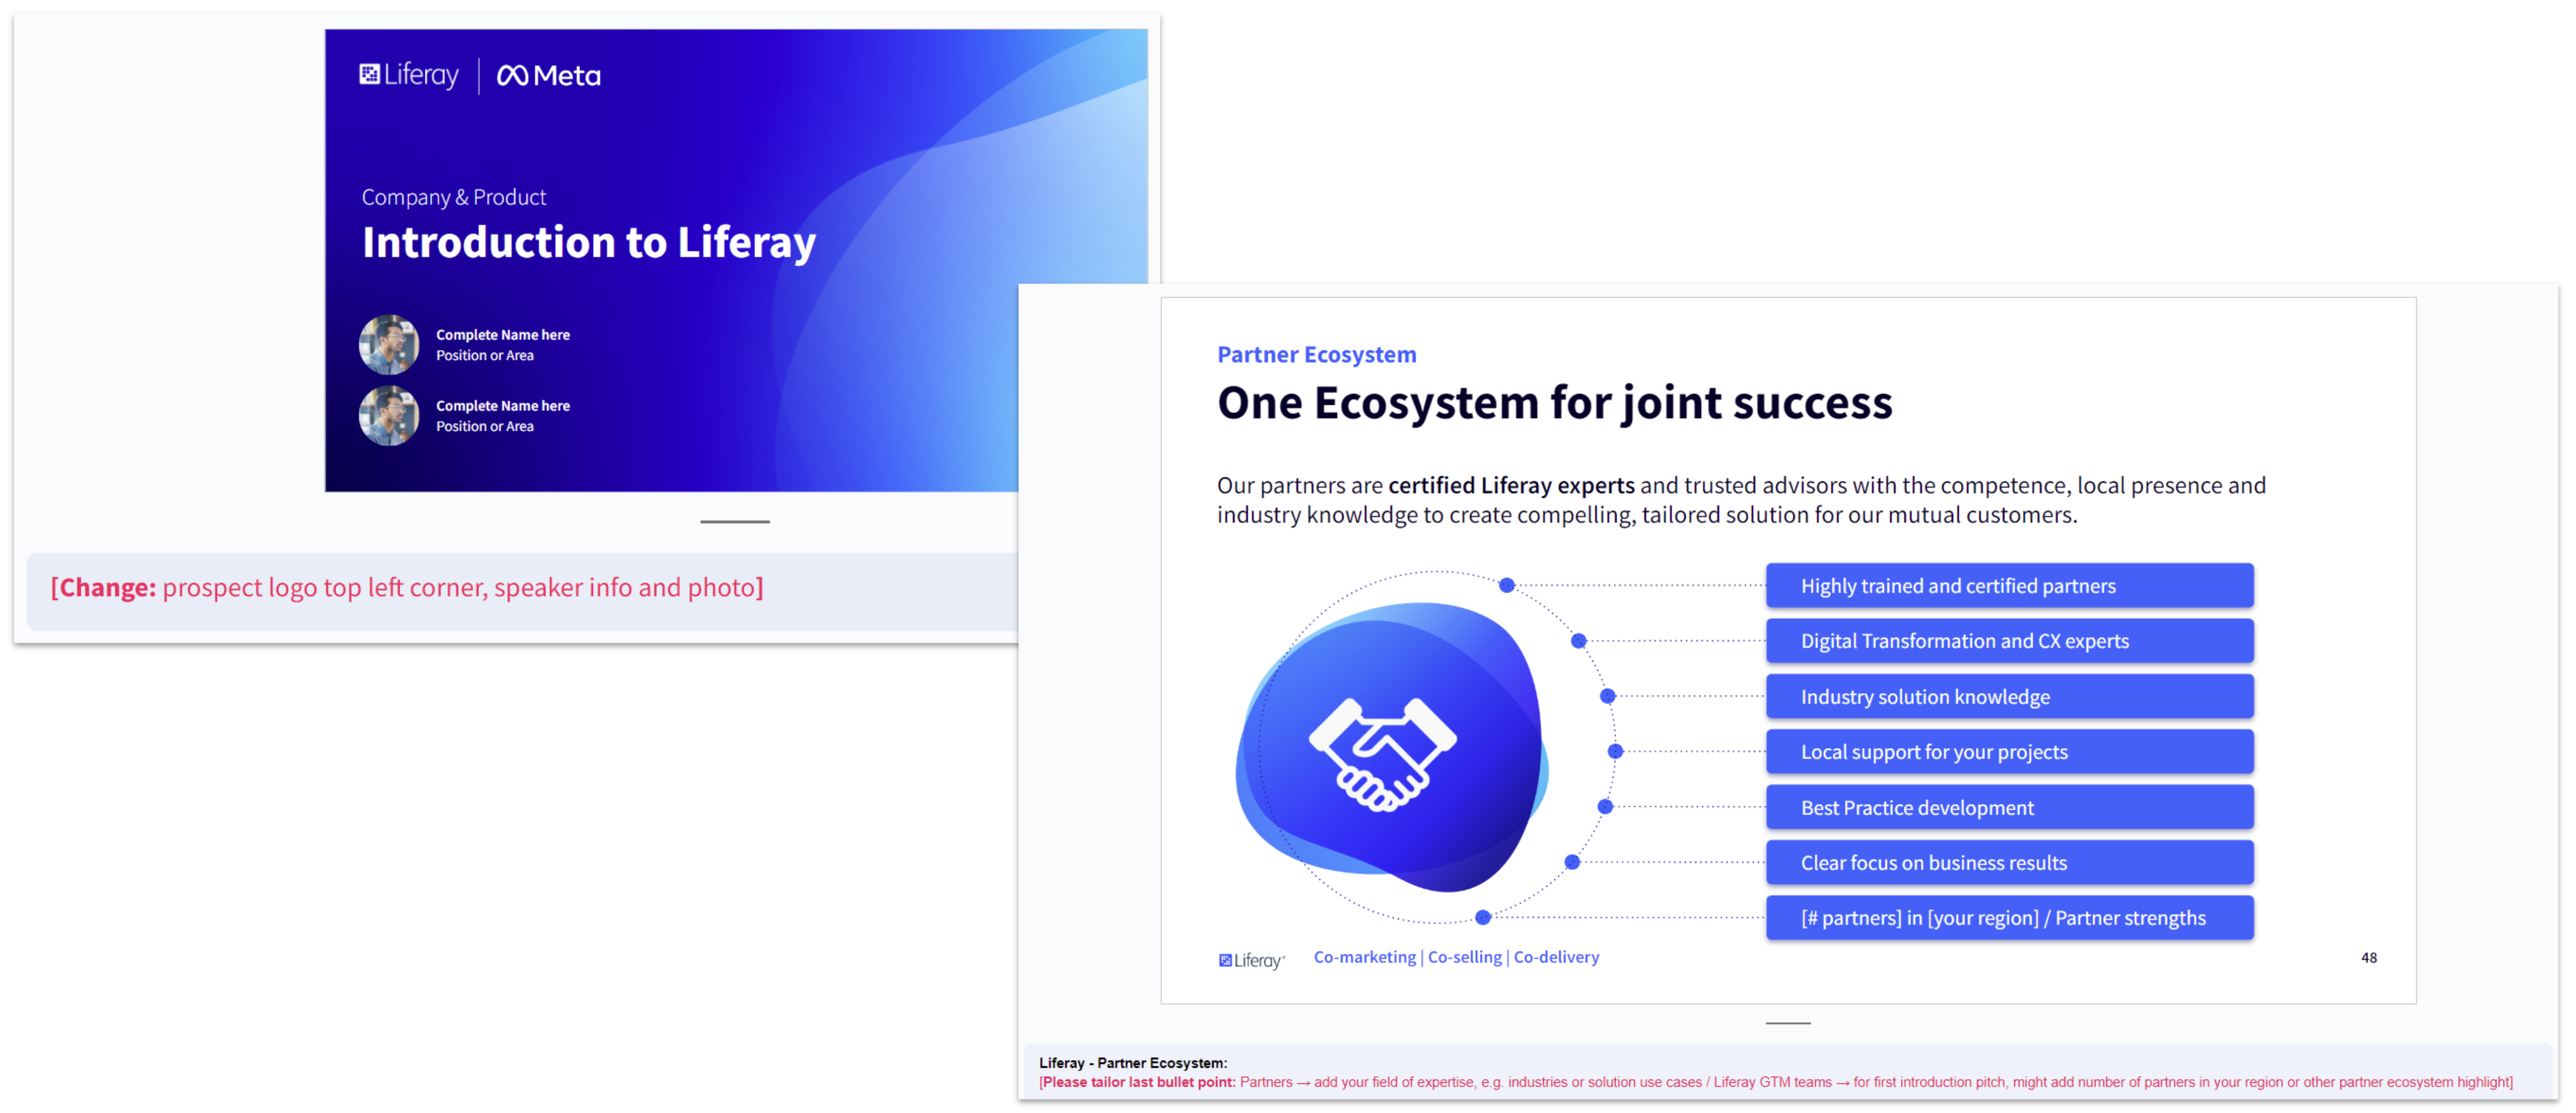 Liferay | Meta
Company & Product
Introduction to Liferay
Complete Name here
Position or Area
Complete Name here
Position or Area
[Change: prospect logo top left corner, speaker info and photo]
Partner Ecosystem
One Ecosystem for joint success
Our partners are certified Liferay experts and trusted advisors with the competence, local presence and
industry knowledge to create compelling, tailored solution for our mutual customers.
Highly trained and certified partners
Digital Transformation and CX experts
Industry solution knowledge
Local support for your projects
Best Practice development
Clear focus on business results
[# partners] in [your region] / Partner strengths
Liferay Co-marketing | Co-selling | Co-delivery 48
Liferay - Partner Ecosystem:
[Please tailor last bullet point: Partners → add your field of expertise, e.g. industries or solution use cases / Liferay GTM teams → for first introduction pitch, might add number of partners in your region or other partner ecosystem highlight]